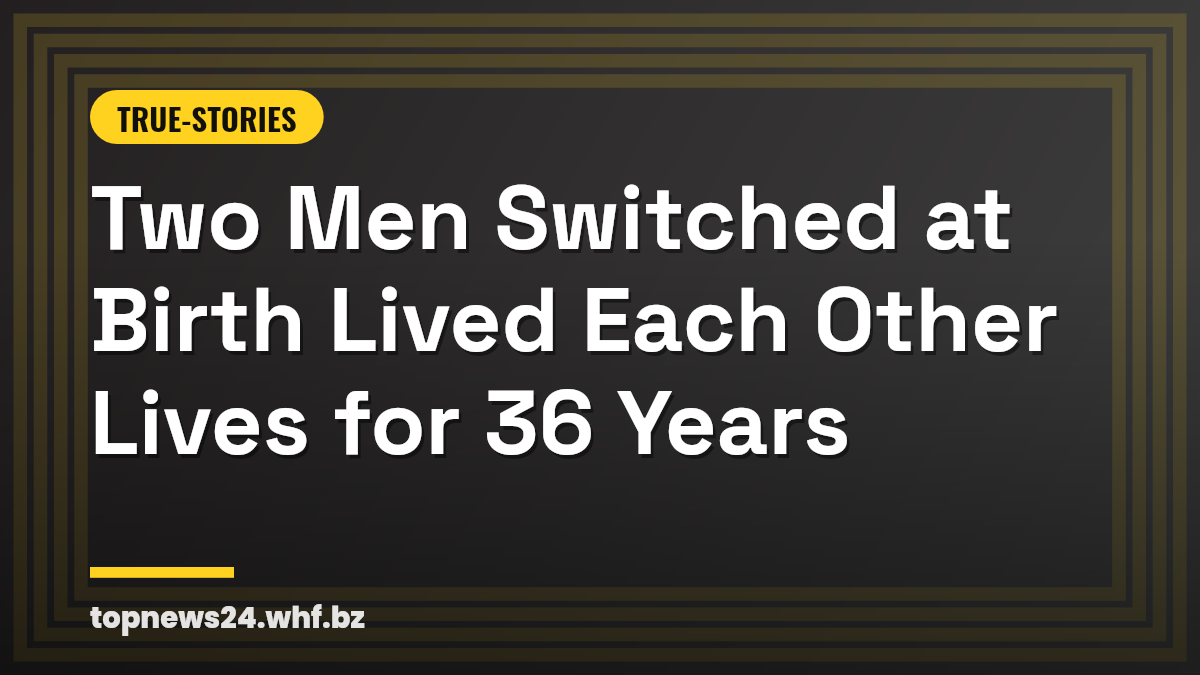 TRUE-STORIES
Two Men Switched at
Birth Lived Each Other
Lives for 36 Years
topnews24.whf.bz